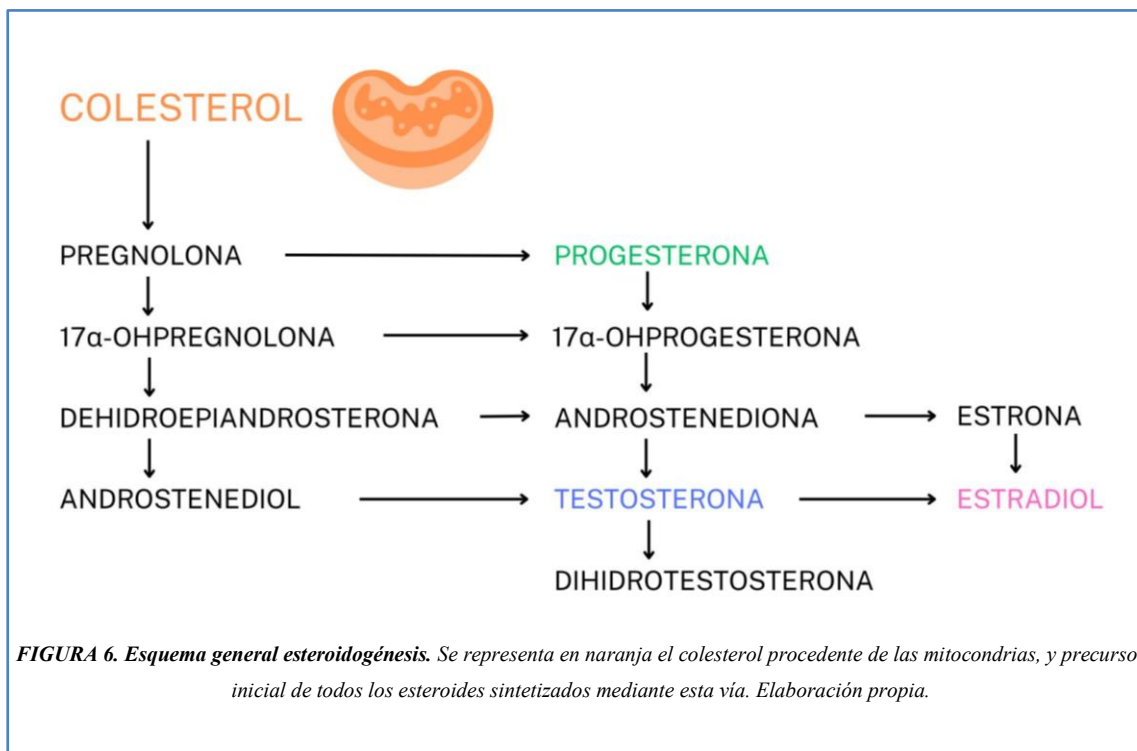 COLESTEROL
PREGNOLONA
PROGESTERONA
17α-OHPREGNOLONA
17α-OHPROGESTERONA
DEHIDROEPIANDROSTERONA
ANDROSTENEDIONA
ESTRONA
ANDROSTENEDIOL
TESTOSTERONA
ESTRADIOL
DIHIDROTESTOSTERONA
FIGURA 6. Esquema general esteroidogénesis. Se representa en naranja el colesterol procedente de las mitocondrias, y precurso
inicial de todos los esteroides sintetizados mediante esta vía. Elaboración propia.